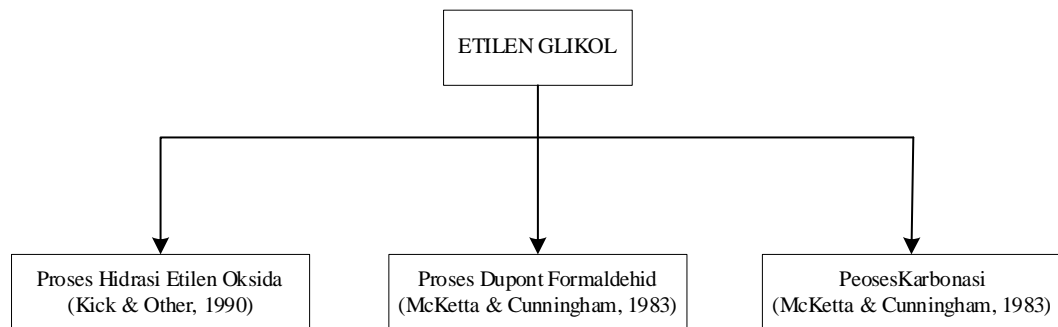 ETILEN GLIKOL
Proses Hidrasi Etilen Oksida
(Kick & Other, 1990)
Proses Dupont Formaldehid
(McKetta & Cunningham, 1983)
PeosesKarbonasi
(McKetta & Cunningham, 1983)